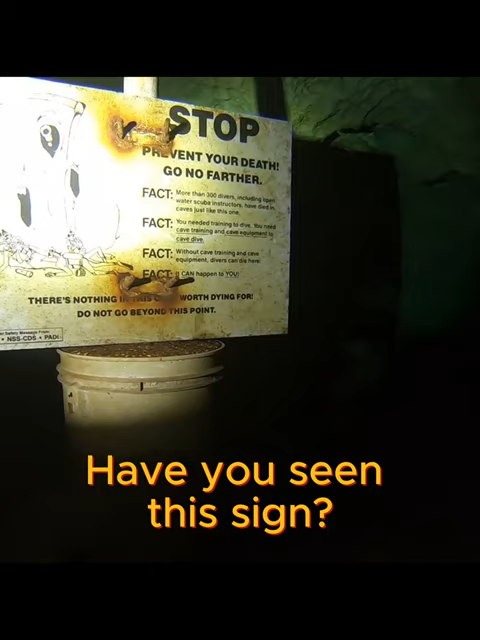 STOP
PREVENT YOUR DEATH!
GO NO FARTHER.
FACT: More than 300 divers, including open
water scuba instructors, have died in
caves just like this one.
FACT: You needed training to dive. You need
cave training and cave equipment to
cave dive.
FACT: Without cave training and cave
equipment, divers can die here.
FACT: It CAN happen to YOU!
THERE'S NOTHING IN THIS CAVE WORTH DYING FOR!
DO NOT GO BEYOND THIS POINT.
Safety Message From
• NSS-CDS • PADI
Have you seen
this sign?